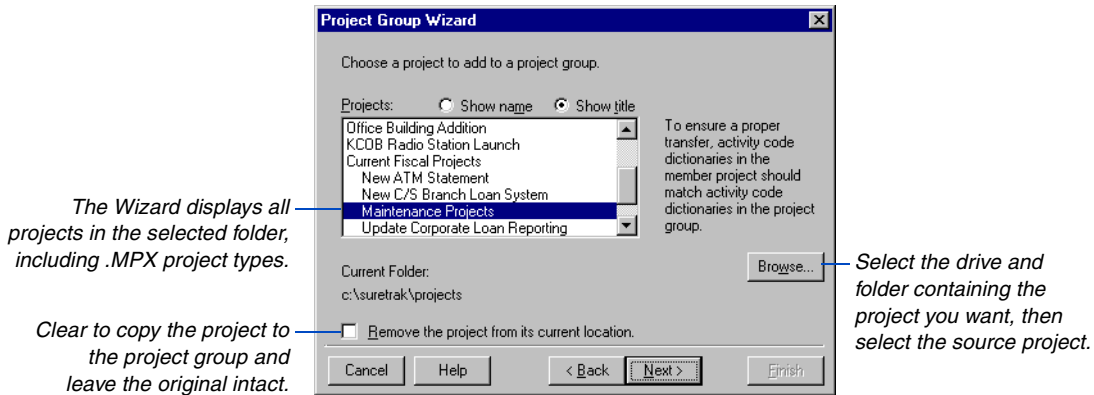 Project Group Wizard
Choose a project to add to a project group.
Projects:
Show name
Show title
Office Building Addition
KCOB Radio Station Launch
Current Fiscal Projects
New ATM Statement
New C/S Branch Loan System
Maintenance Projects
Update Corporate Loan Reporting
To ensure a proper
transfer, activity code
dictionaries in the
member project should
match activity code
dictionaries in the project
group.
The Wizard displays all
projects in the selected folder,
including .MPX project types.
Current Folder:
c:\suretrak\projects
Browse...
Select the drive and
folder containing the
project you want, then
select the source project.
Clear to copy the project to
the project group and
leave the original intact.
Remove the project from its current location.
Cancel
Help
< Back
Next >
Finish